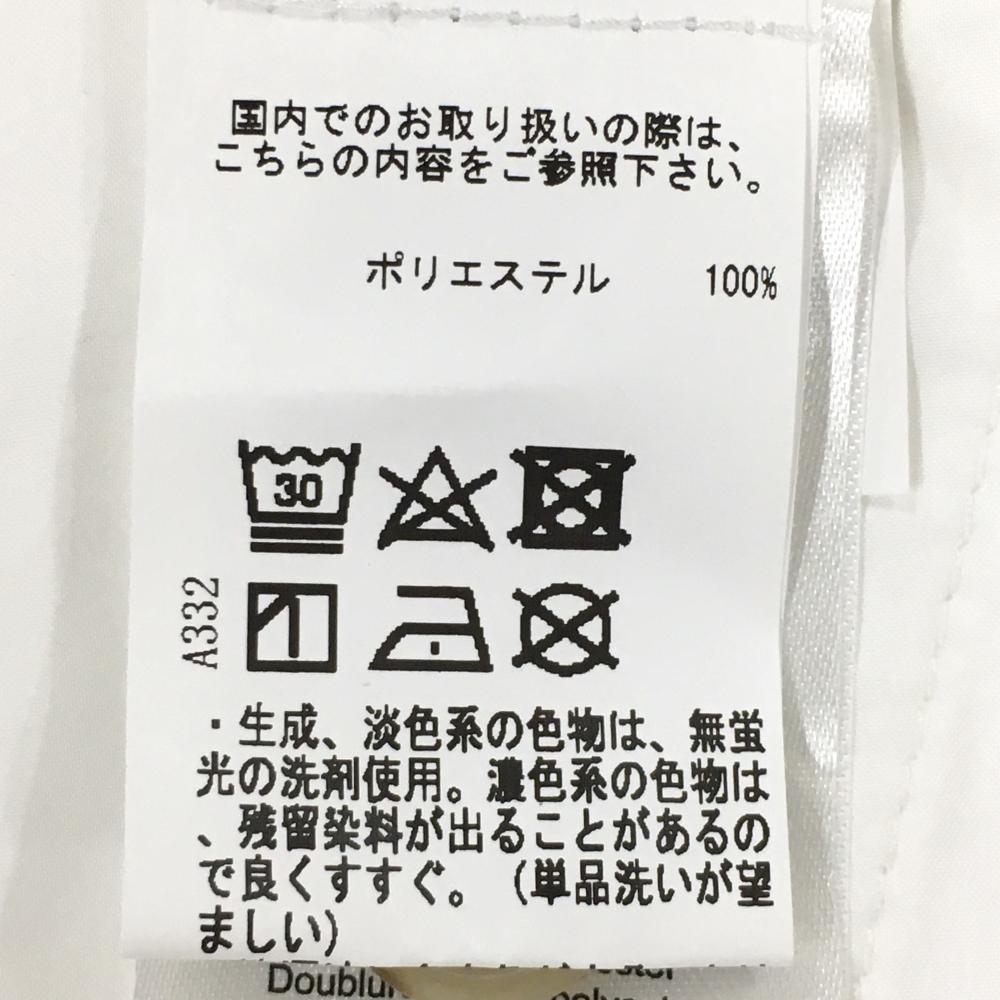 国内でのお取り扱いの際は、
こちらの内容をご参照下さい。
ポリエステル 100%
30
A332
・生成、淡色系の色物は、無蛍
光の洗剤使用。濃色系の色物は
、残留染料が出ることがあるの
で良くすすぐ。（単品洗いが望
ましい）